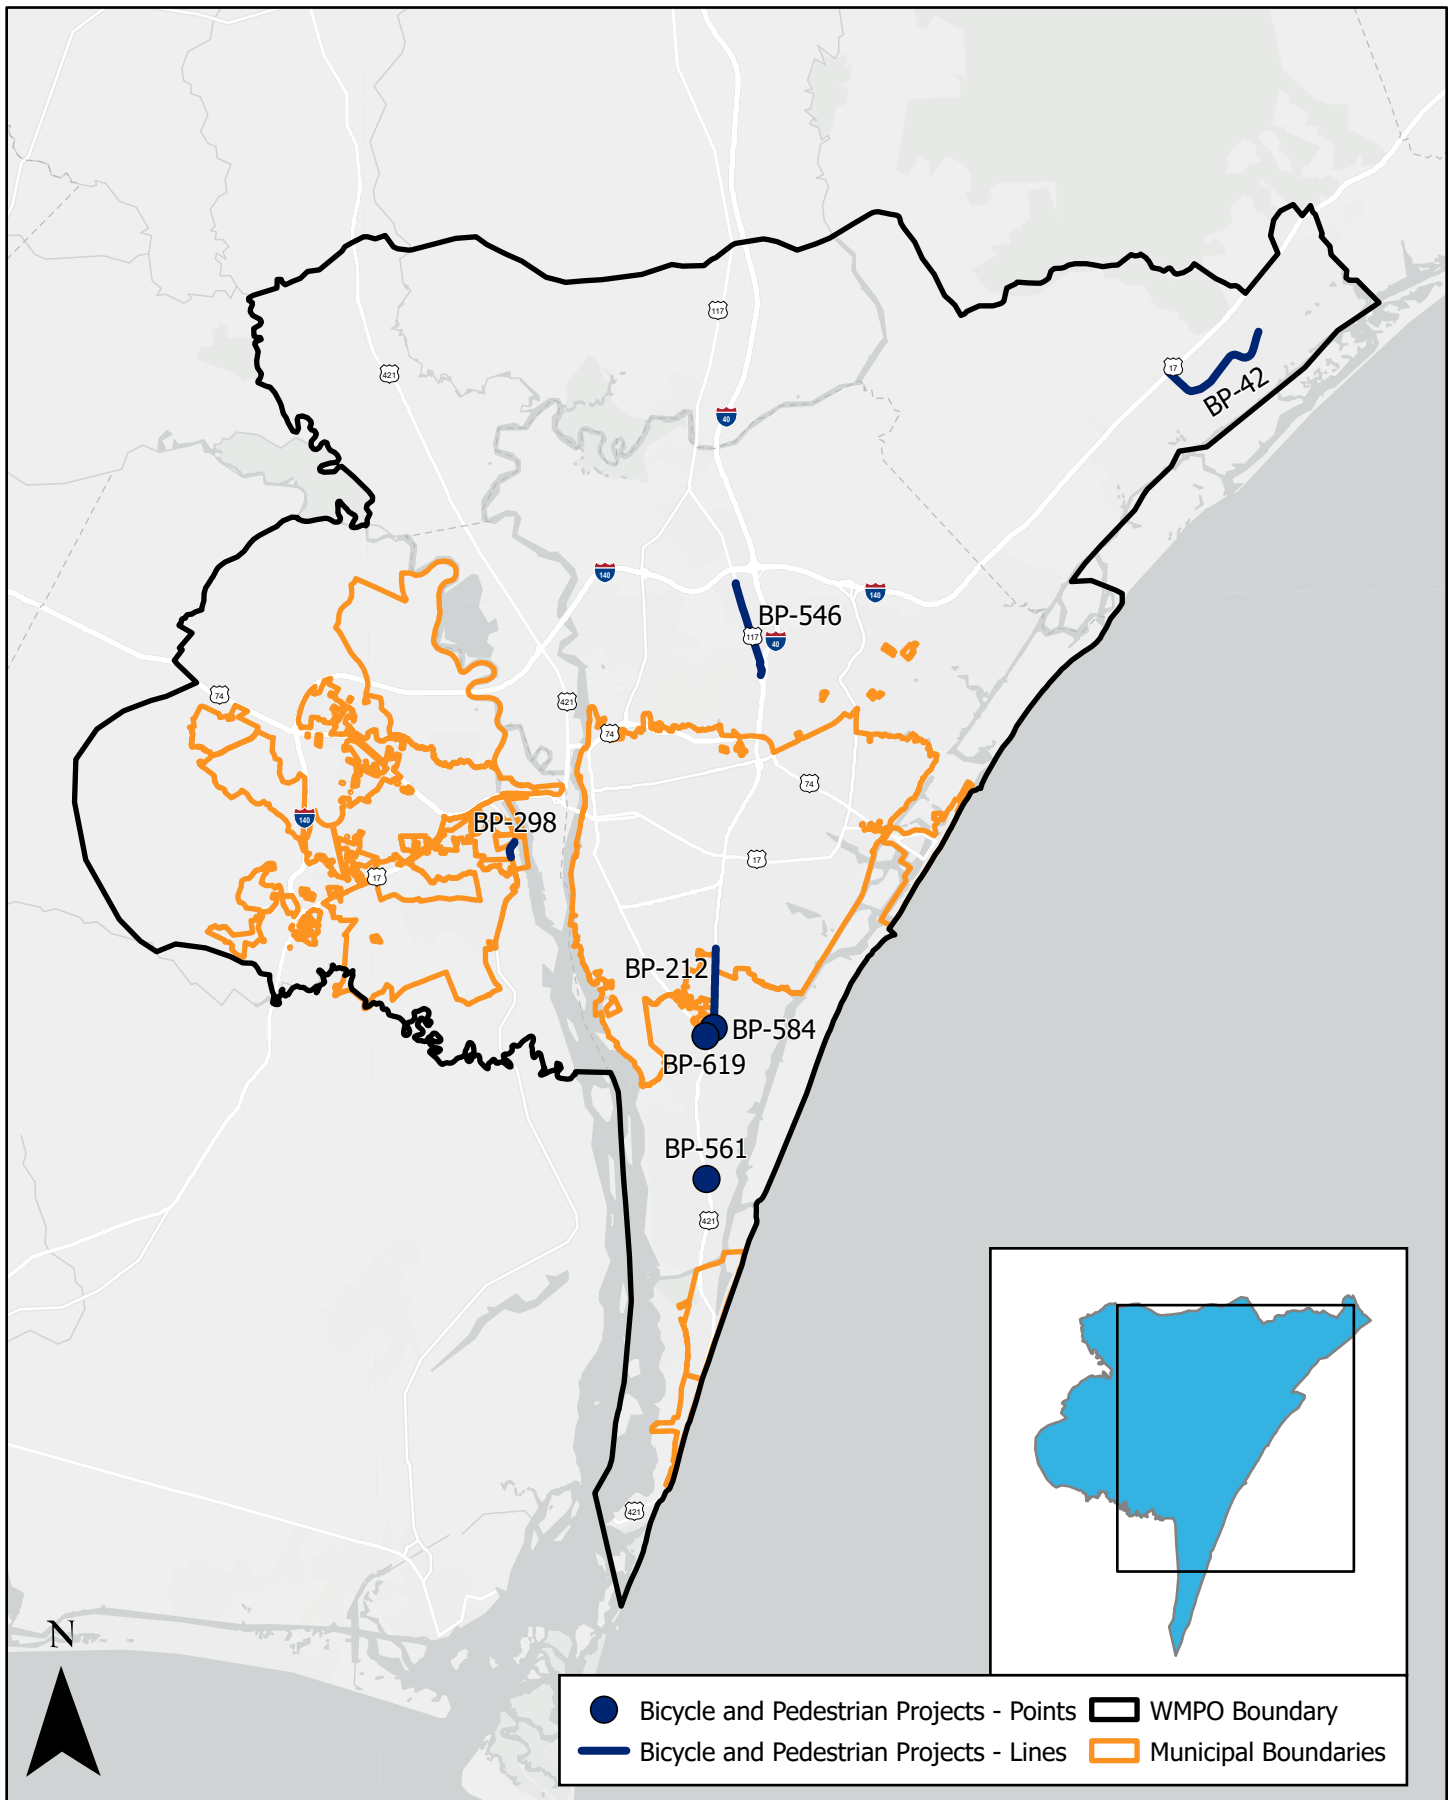 117
421
17
40
BP-42
140
140
BP-546
117
40
74
421
74
74
140
BP-298
17
17
BP-212
BP-584
BP-619
BP-561
421
421
N
Bicycle and Pedestrian Projects - Points
WMPO Boundary
Bicycle and Pedestrian Projects - Lines
Municipal Boundaries